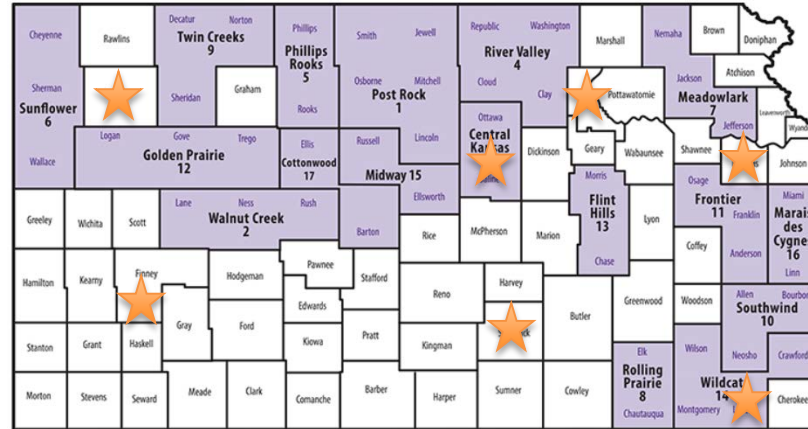 Cheyenne
Rawlins
Decatur
Norton
Phillips
Smith
Jewell
Republic
Washington
Marshall
Nemaha
Brown
Doniphan
Twin Creeks
9
Phillips
Rooks
5
River Valley
4
Atchison
Sherman
Sunflower
6
Sheridan
Graham
Rooks
Osborne
Mitchell
Post Rock
1
Cloud
Clay
Pottawatomie
Jackson
Meadowlark
7
Jefferson
Leavenworth
Wyan
Wallace
Logan
Gove
Trego
Golden Prairie
12
Ellis
Cottonwood
17
Russell
Lincoln
Midway 15
Ellsworth
Ottawa
Central
Kansas
Dickinson
Geary
Wabaunsee
Shawnee
Johnson
Morris
Flint
Hills
13
Chase
Osage
Frontier
11
Franklin
Anderson
Miami
Marais
des
Cygne
16
Linn
Greeley
Wichita
Scott
Lane
Ness
Rush
Walnut Creek
2
Barton
Rice
McPherson
Marion
Lyon
Coffey
Hamilton
Kearny
Finney
Hodgeman
Pawnee
Stafford
Edwards
Reno
Harvey
Butler
Greenwood
Woodson
Allen
Bourbon
Southwind
10
Gray
Ford
Kiowa
Pratt
Kingman
Stanton
Grant
Haskell
Elk
Rolling
Prairie
8
Chautauqua
Wilson
Neosho
Crawford
Wildcat
14
Montgomery
Cheroke
Morton
Stevens
Seward
Meade
Clark
Comanche
Barber
Harper
Sumner
Cowley